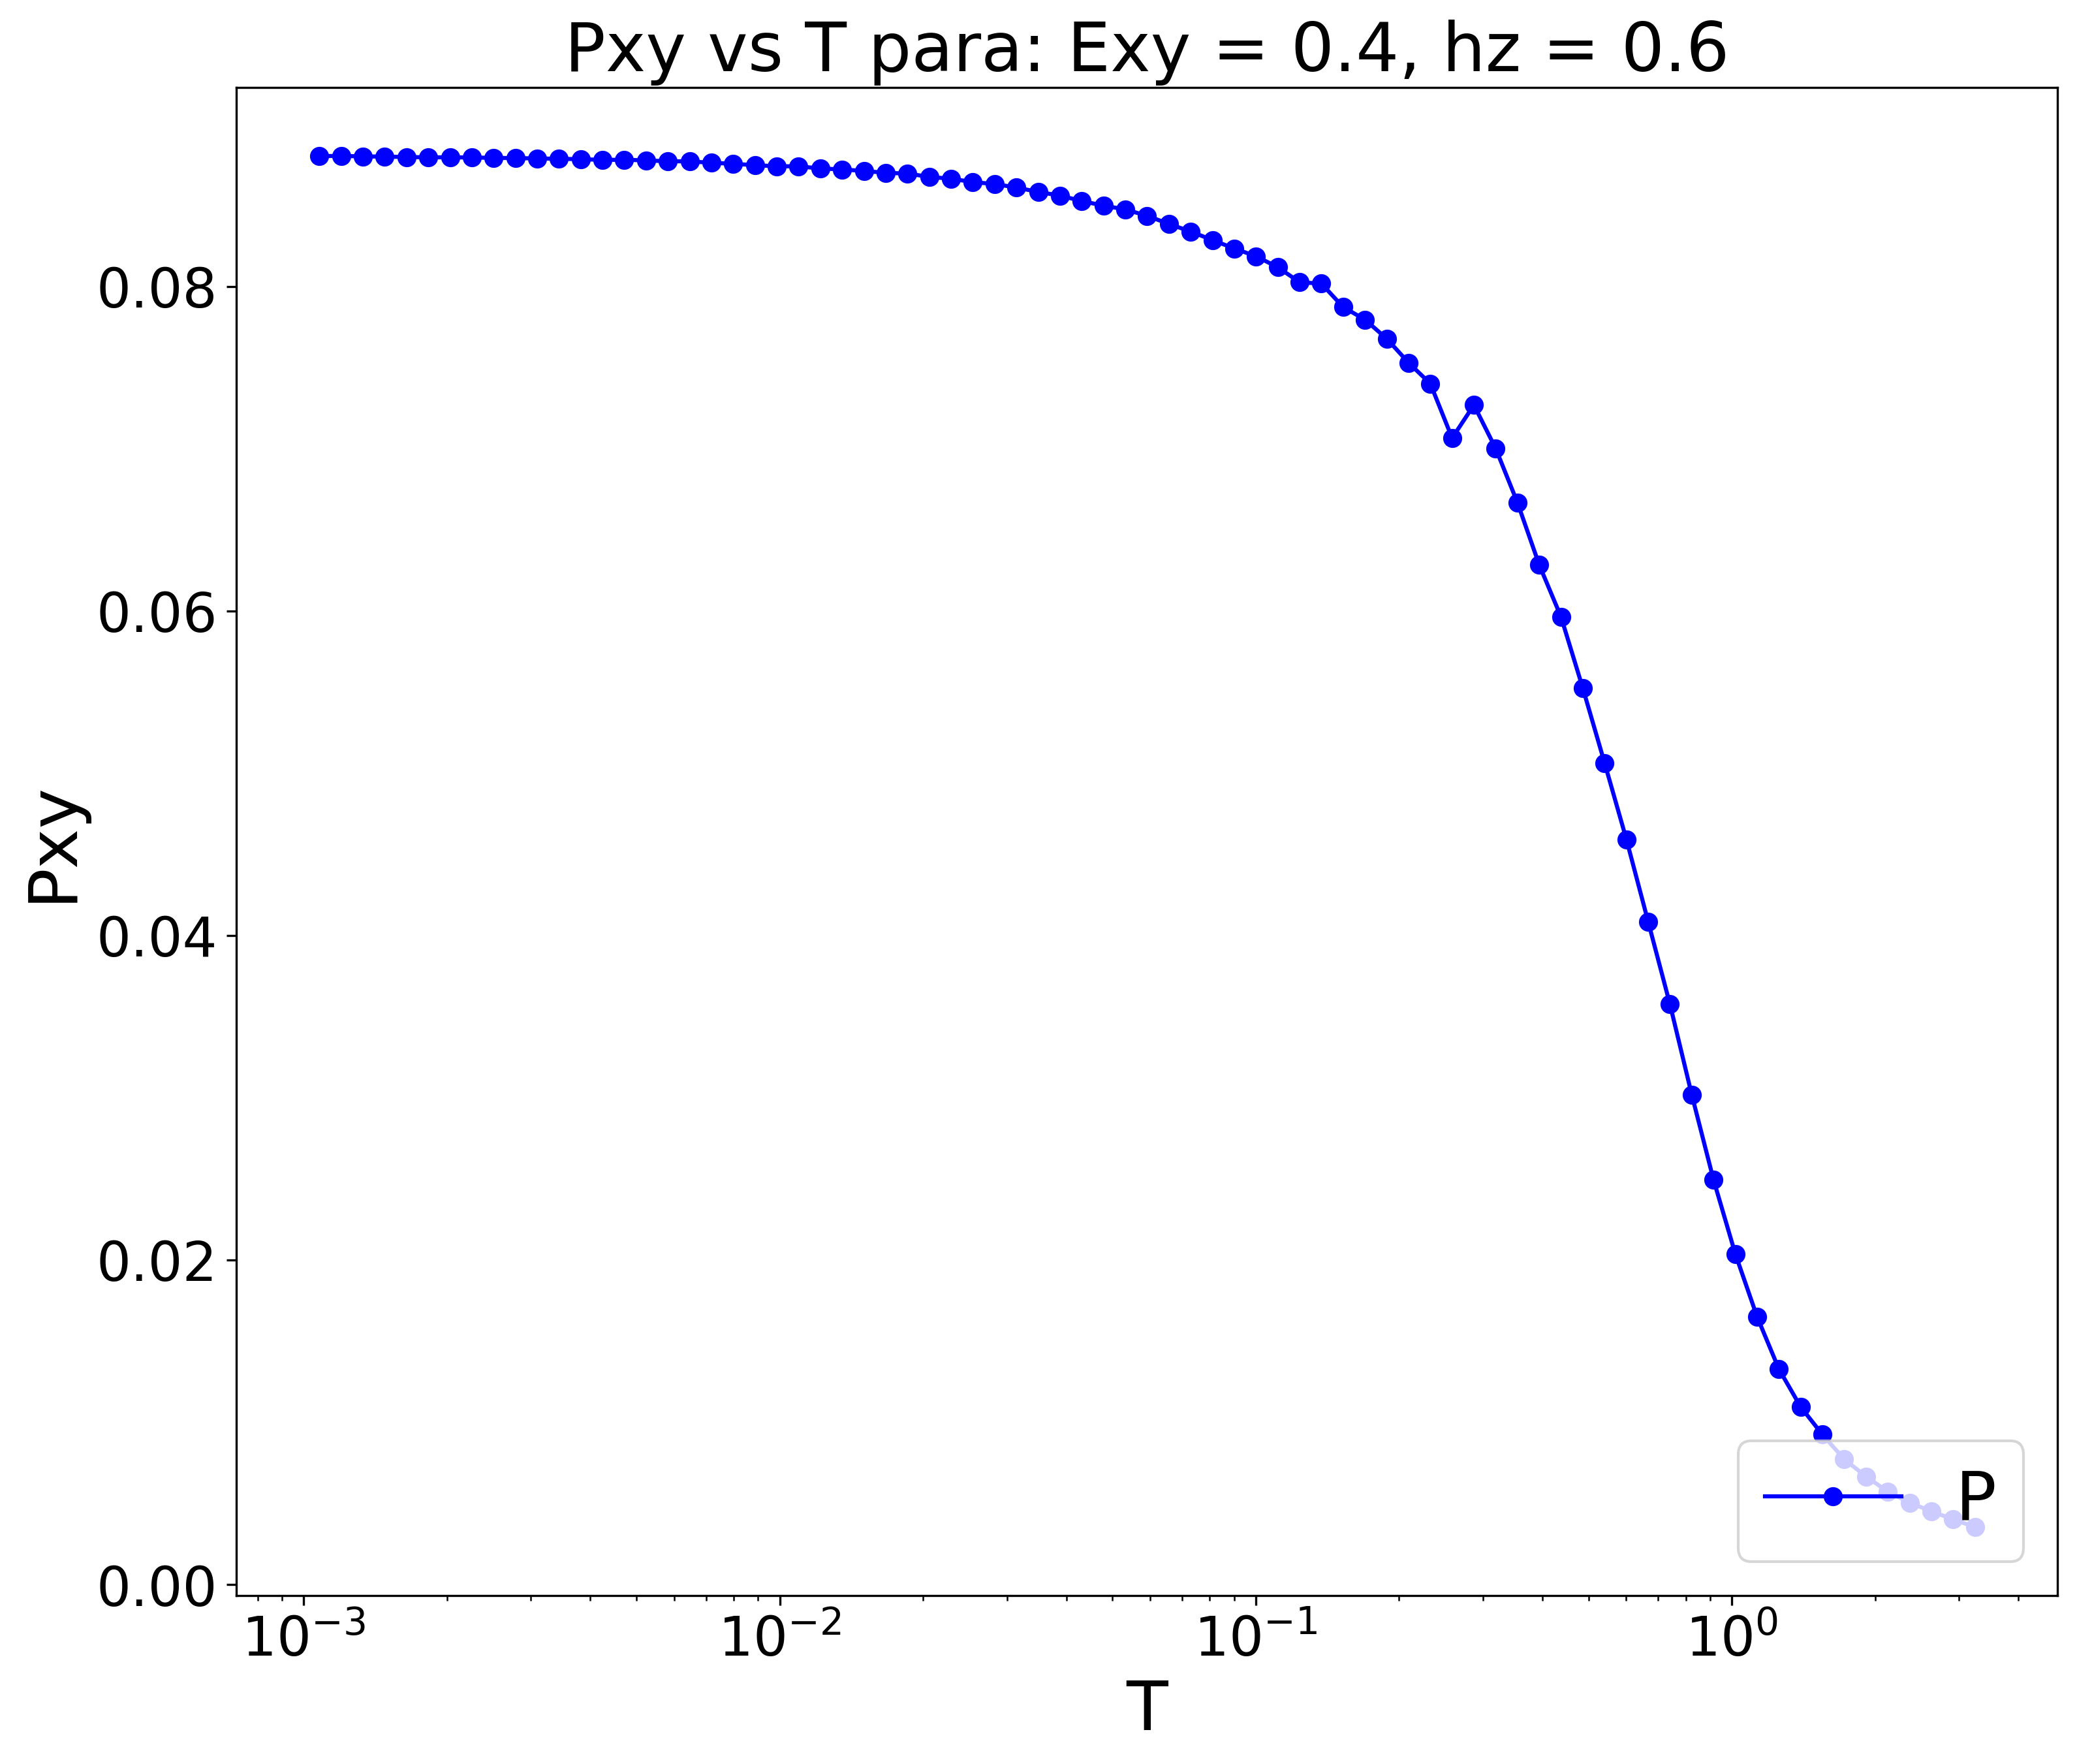 Pxy vs T para: Exy = 0.4, hz = 0.6
0.08
0.06
0.04
0.02
0.00
Pxy
10⁻³ 10⁻² 10⁻¹ 10⁰
T
P